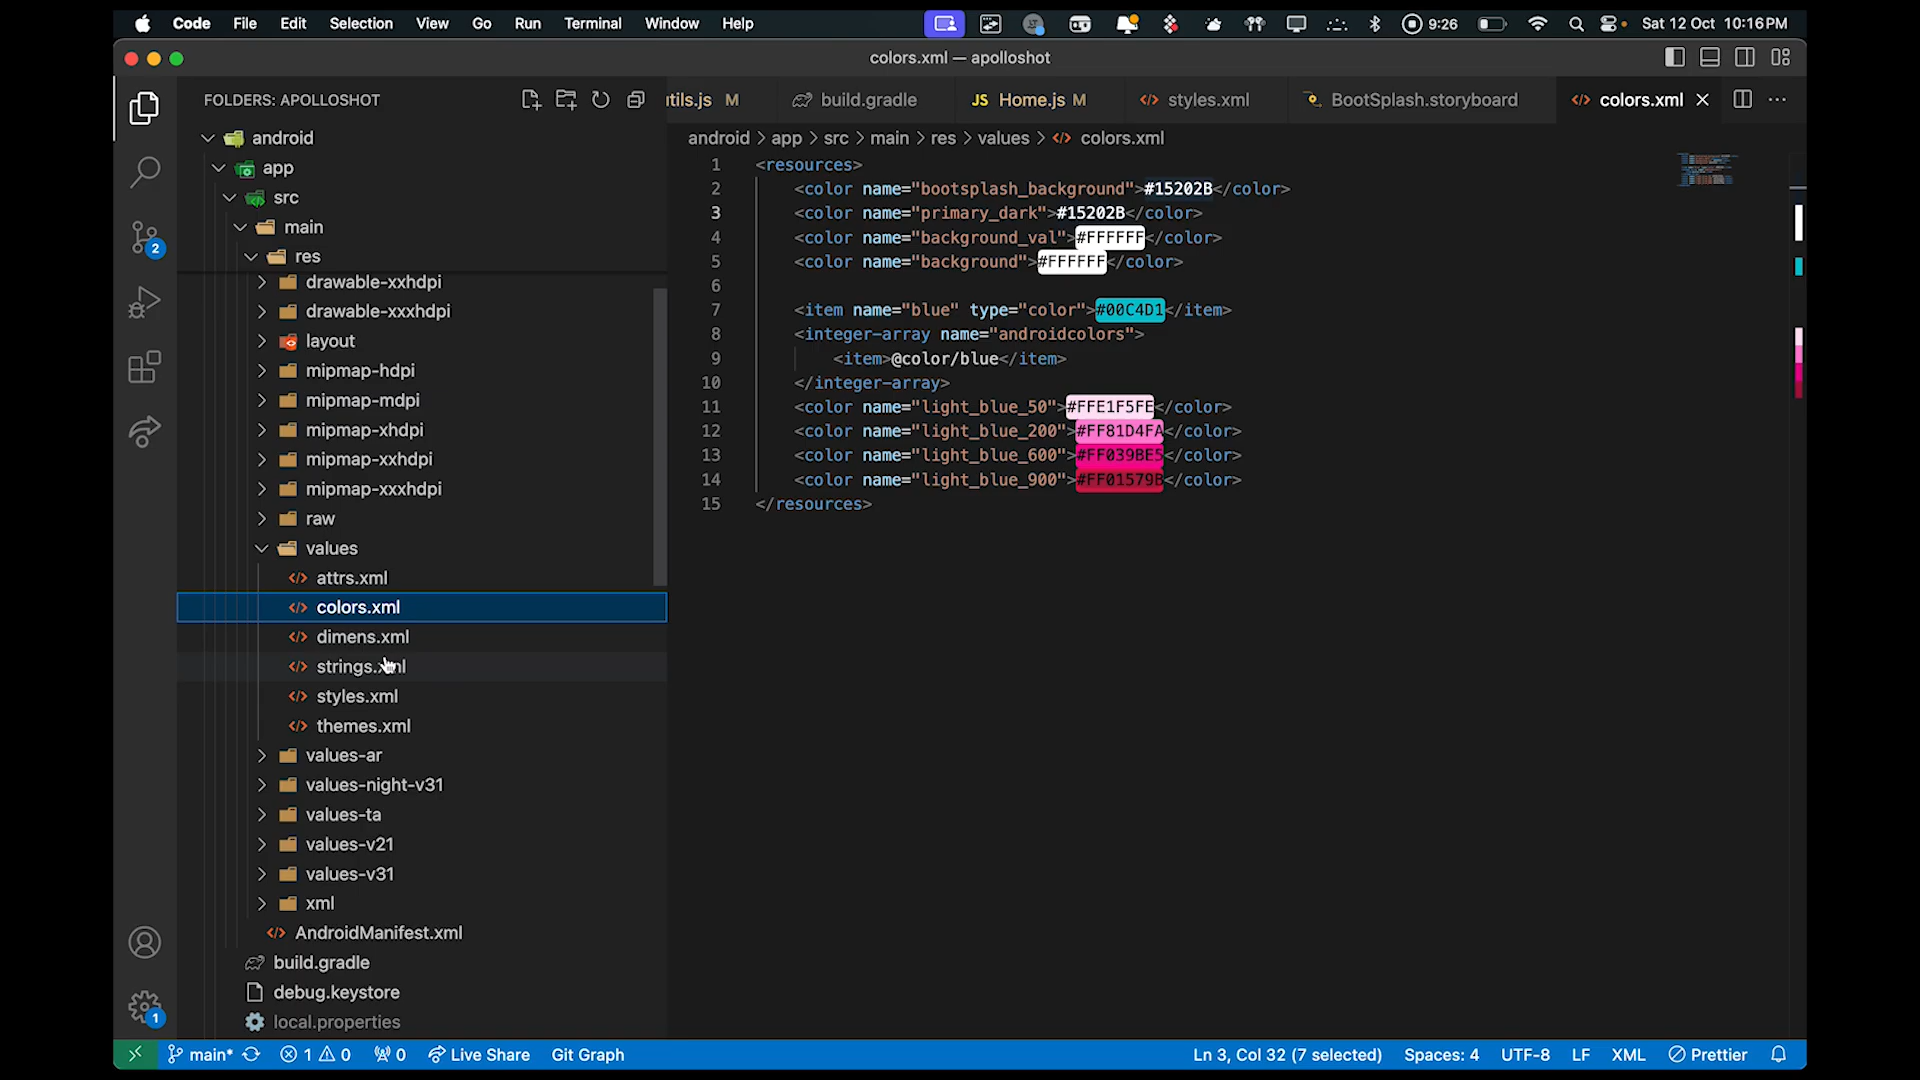 Code File Edit Selection View Go Run Terminal Window Help 9:26 Sat 12 Oct 10:16 PM
colors.xml — apolloshot
FOLDERS: APOLLOSHOT
android
app
src
main
res
drawable-xxhdpi
drawable-xxxhdpi
layout
mipmap-hdpi
mipmap-mdpi
mipmap-xhdpi
mipmap-xxhdpi
mipmap-xxxhdpi
raw
values
attrs.xml
colors.xml
dimens.xml
strings.xml
styles.xml
themes.xml
values-ar
values-night-v31
values-ta
values-v21
values-v31
xml
AndroidManifest.xml
build.gradle
debug.keystore
local.properties
2
1
tils.js M build.gradle JS Home.js M styles.xml BootSplash.storyboard colors.xml
android > app > src > main > res > values > colors.xml
1 <resources>
2 <color name="bootsplash_background">#15202B</color>
3 <color name="primary_dark">#15202B</color>
4 <color name="background_val">#FFFFFF</color>
5 <color name="background">#FFFFFF</color>
6
7 <item name="blue" type="color">#00C4D1</item>
8 <integer-array name="androidcolors">
9 <item>@color/blue</item>
10 </integer-array>
11 <color name="light_blue_50">#FFE1F5FE</color>
12 <color name="light_blue_200">#FF81D4FA</color>
13 <color name="light_blue_600">#FF039BE5</color>
14 <color name="light_blue_900">#FF01579B</color>
15 </resources>
main* 1 0 0 Live Share Git Graph Ln 3, Col 32 (7 selected) Spaces: 4 UTF-8 LF XML Prettier